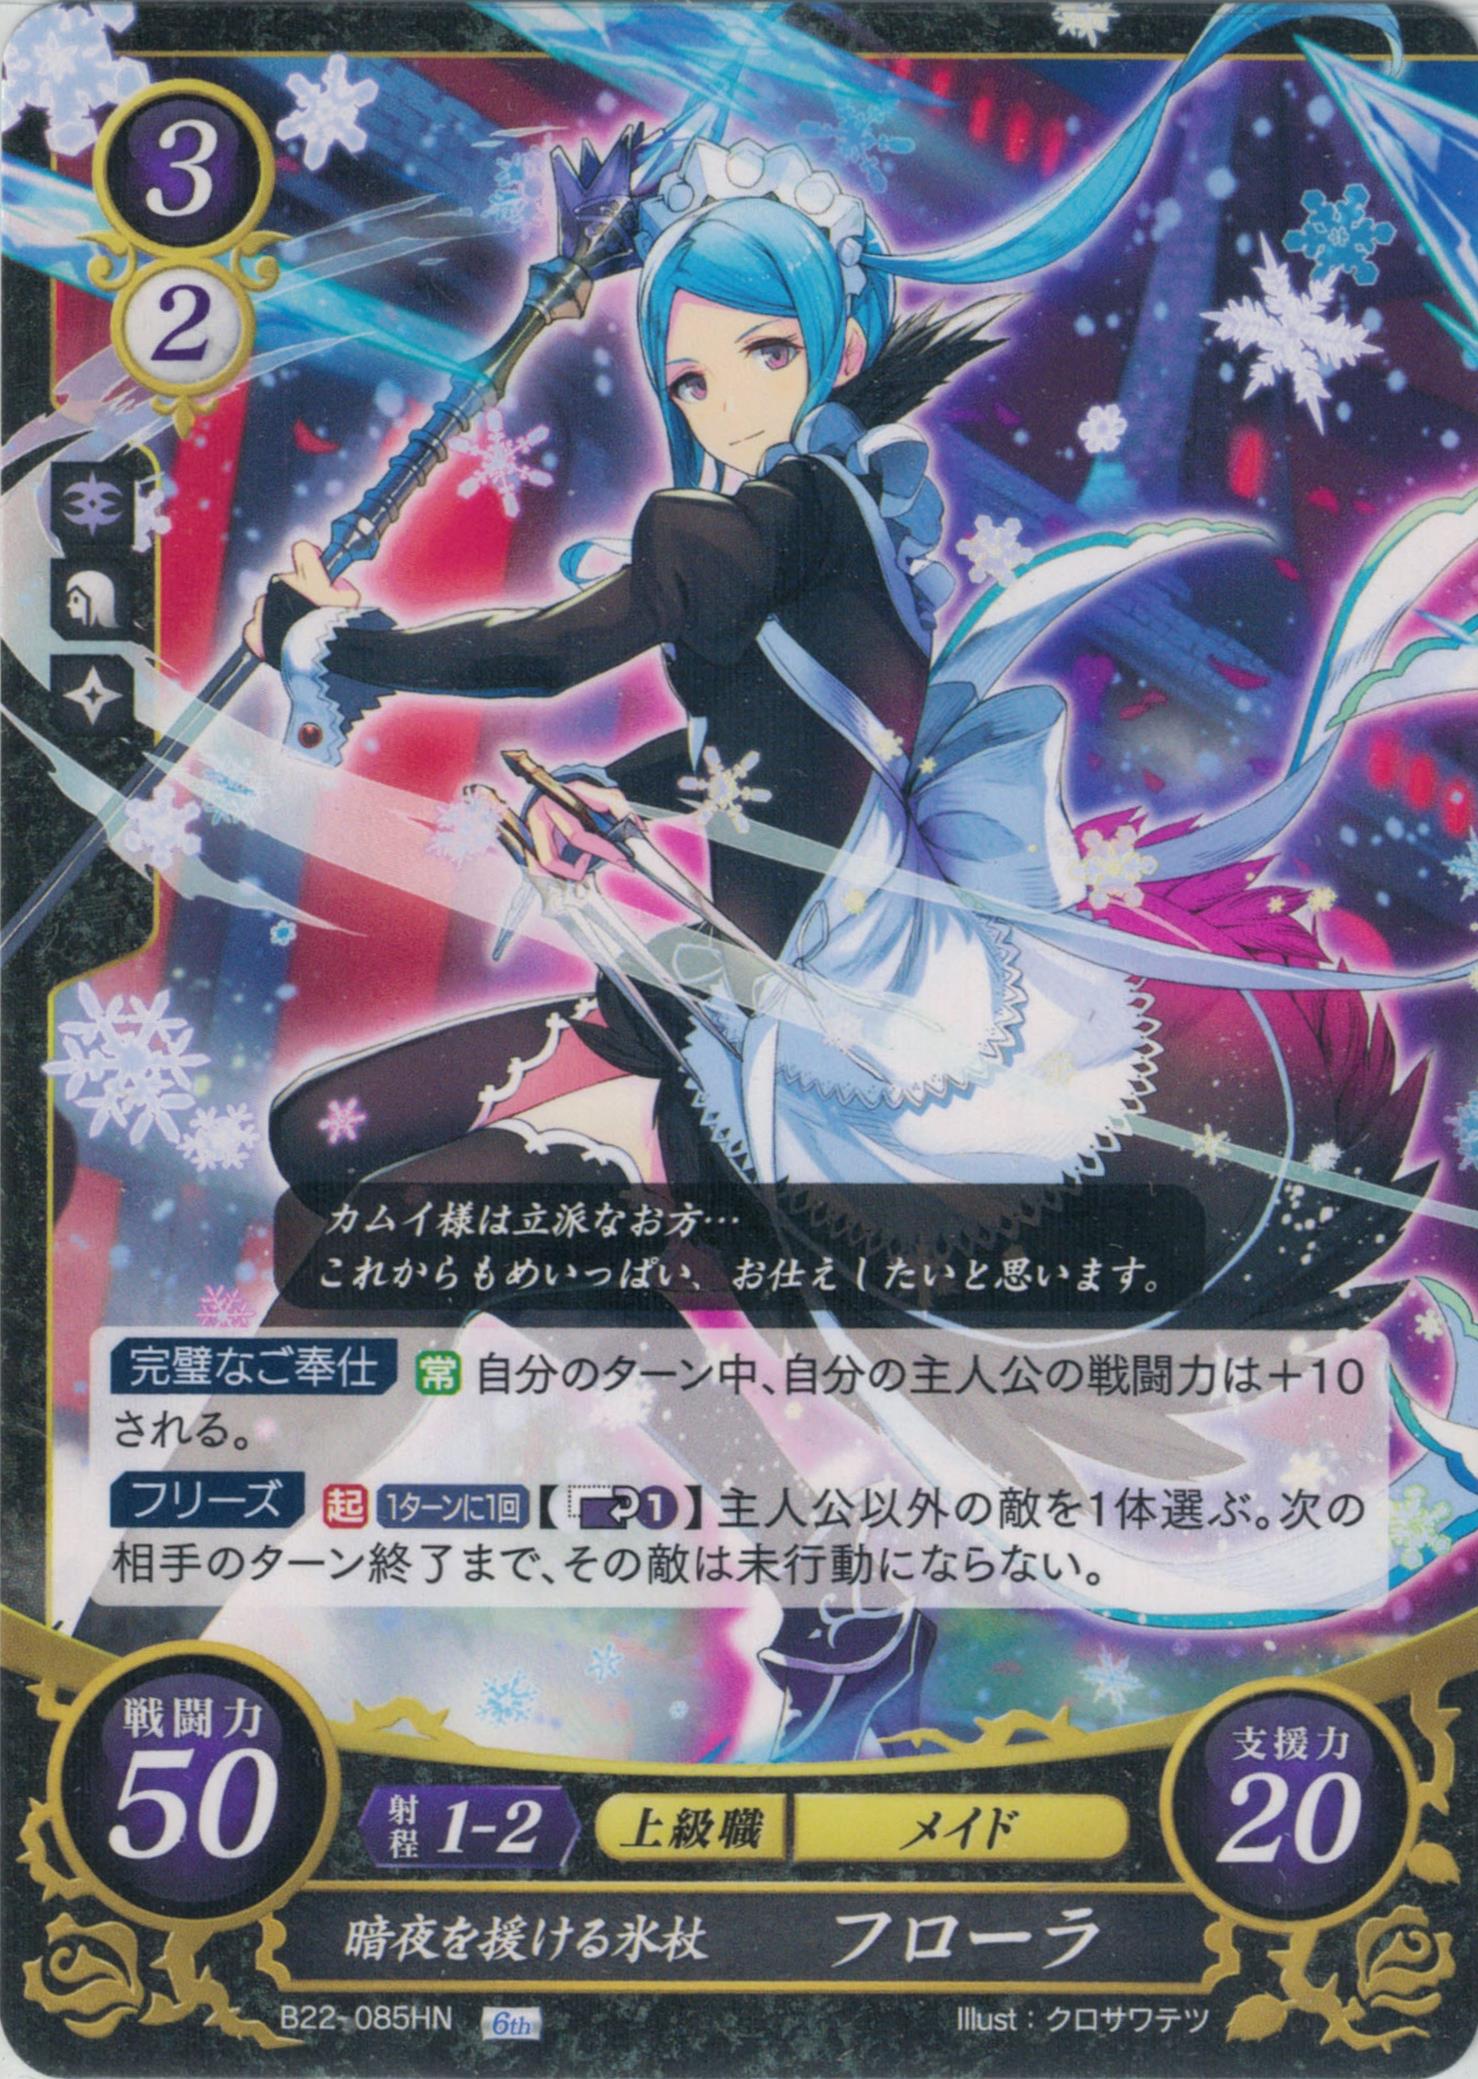 3
2
カムイ様は立派なお方…
これからもめいっぱい、お仕えしたいと思います。
完璧なご奉仕 常 自分のターン中、自分の主人公の戦闘力は＋10
される。
フリーズ 起 1ターンに1回 【 1】主人公以外の敵を1体選ぶ。次の
相手のターン終了まで、その敵は未行動にならない。
戦闘力
50
射程 1-2
上級職 メイド
支援力
20
暗夜を援ける氷杖 フローラ
B22-085HN 6th Illust：クロサワテツ